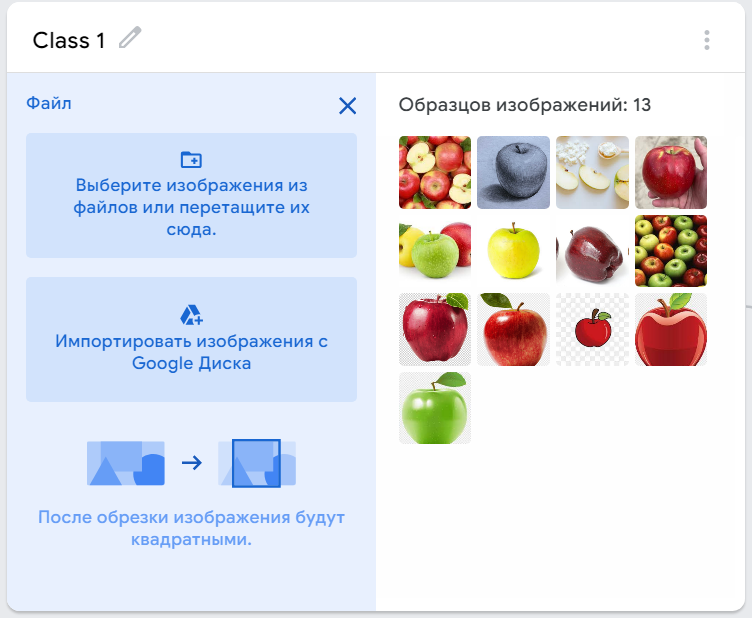 Class 1
Файл
Выберите изображения из
файлов или перетащите их
сюда.
Импортировать изображения с
Google Диска
После обрезки изображения будут
квадратными.
Образцов изображений: 13